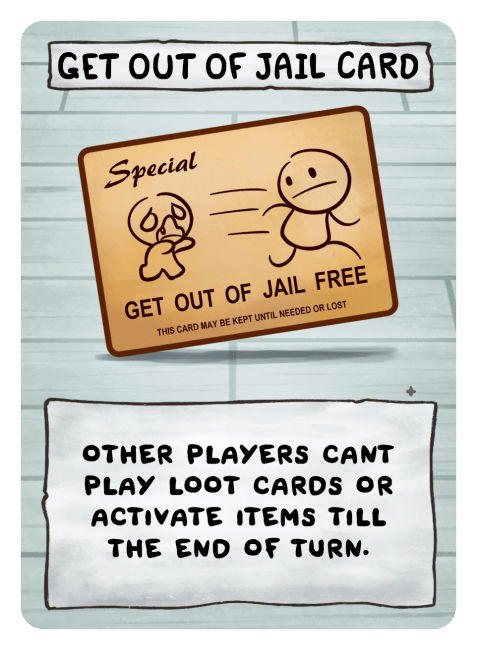 GET OUT OF JAIL CARD
Special
GET OUT OF JAIL FREE
THIS CARD MAY BE KEPT UNTIL NEEDED OR LOST
OTHER PLAYERS CANT
PLAY LOOT CARDS OR
ACTIVATE ITEMS TILL
THE END OF TURN.